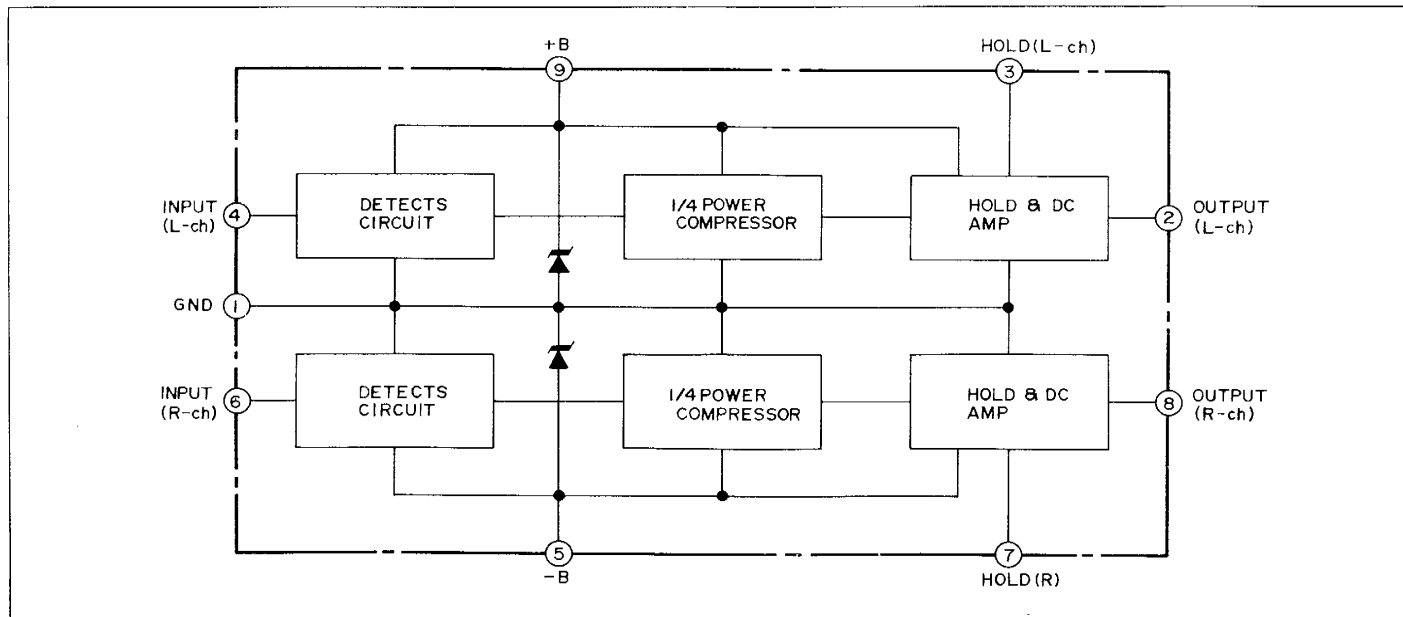 +B
HOLD(L-ch)
9
3
INPUT
(L-ch)
4
DETECTS
CIRCUIT
1/4 POWER
COMPRESSOR
HOLD & DC
AMP
2
OUTPUT
(L-ch)
GND
1
INPUT
(R-ch)
6
DETECTS
CIRCUIT
1/4 POWER
COMPRESSOR
HOLD & DC
AMP
8
OUTPUT
(R-ch)
5
7
-B
HOLD(R)